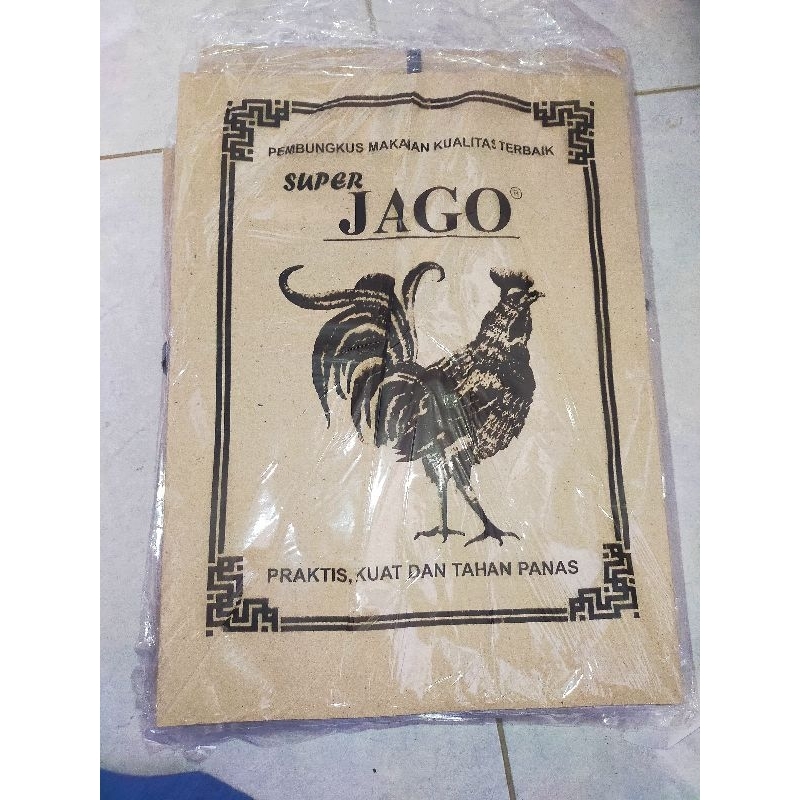 PEMBUNGKUS MAKANAN KUALITAS TERBAIK
SUPER
JAGO®
PRAKTIS, KUAT DAN TAHAN PANAS